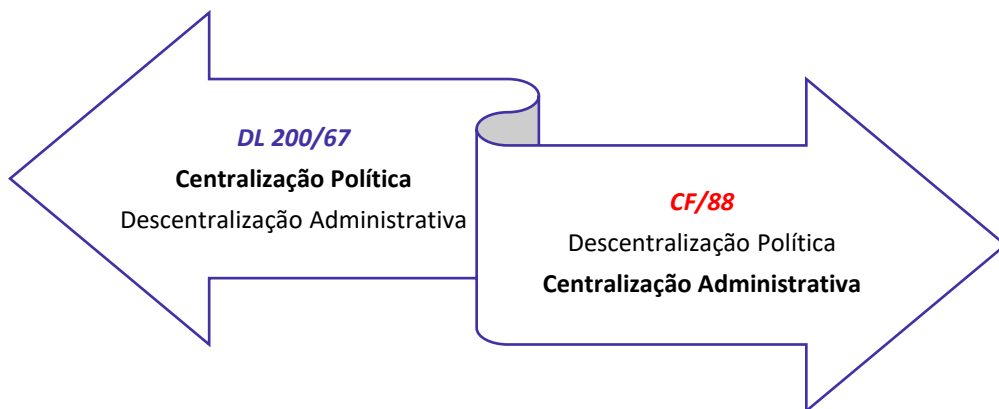 DL 200/67
Centralização Política
Descentralização Administrativa
CF/88
Descentralização Política
Centralização Administrativa